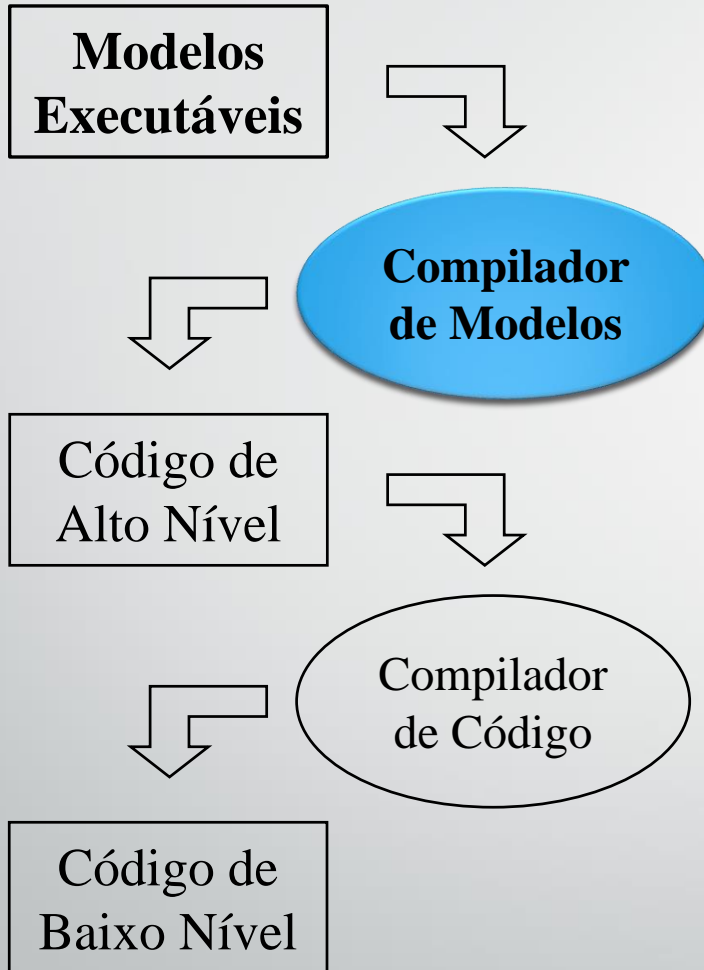 Modelos
Executáveis
Compilador
de Modelos
Código de
Alto Nível
Compilador
de Código
Código de
Baixo Nível